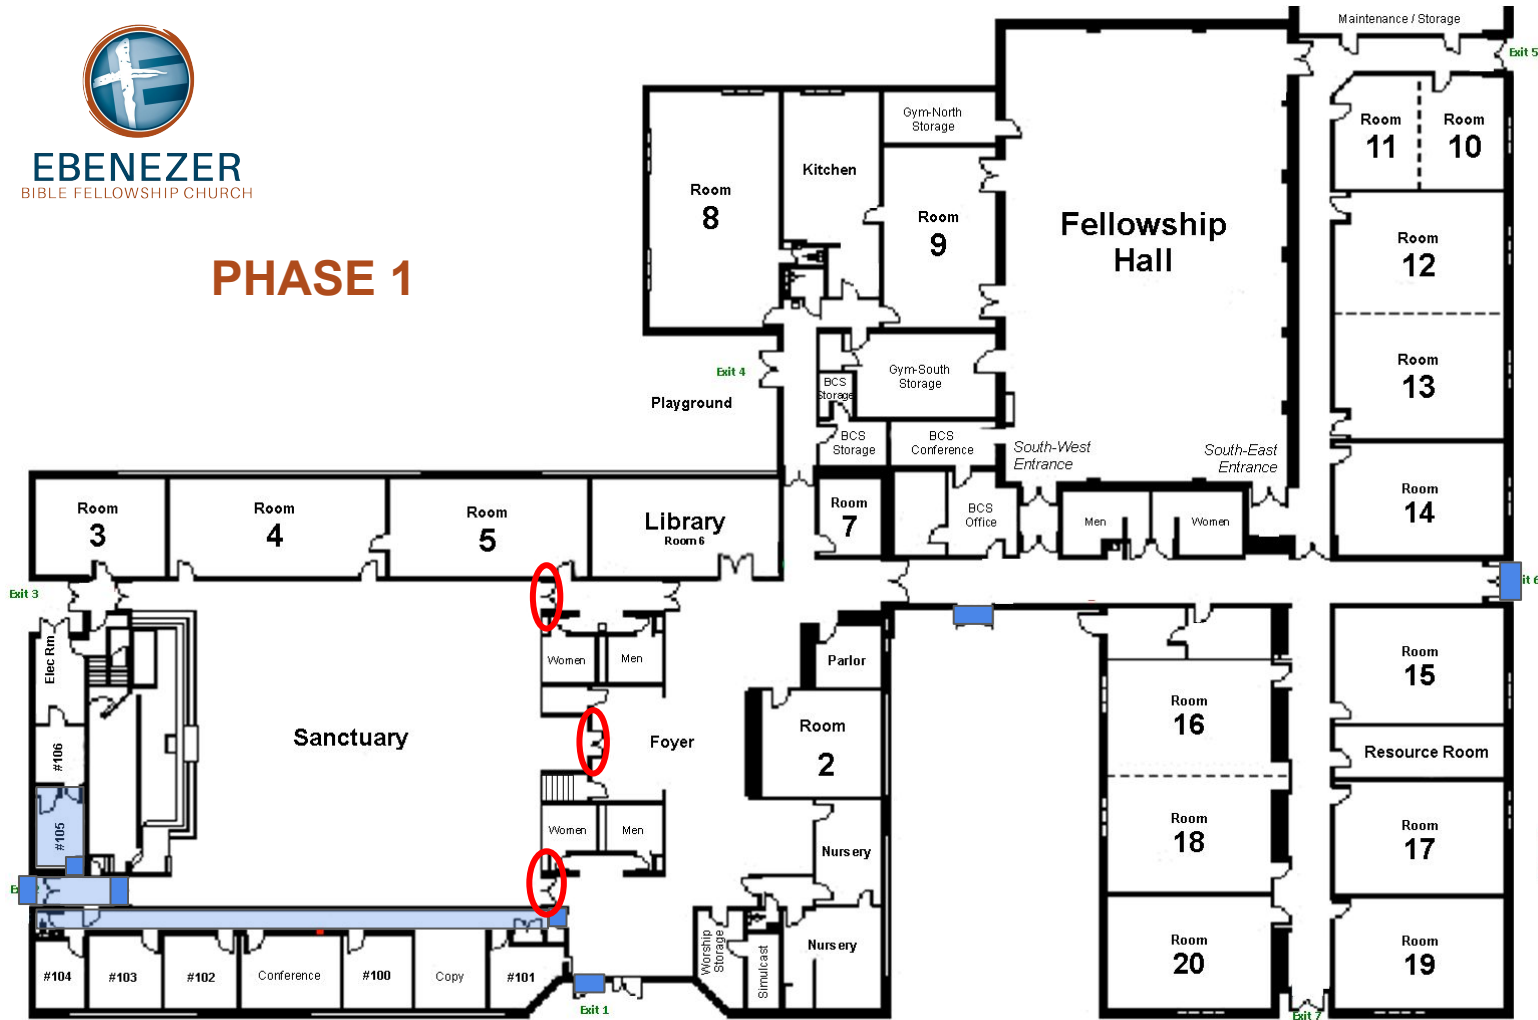 EBENEZER
BIBLE FELLOWSHIP CHURCH
PHASE 1
Maintenance / Storage
Exit 5
Room
11
Room
10
Gym-North
Storage
Kitchen
Room
8
Room
9
Fellowship
Hall
Room
12
Room
13
Exit 4
Playground
Gym-South
Storage
BCS
Storage
BCS
Storage
BCS
Conference
South-West
Entrance
South-East
Entrance
Room
14
Room
3
Room
4
Room
5
Library
Room 6
Room
7
BCS
Office
Men
Women
Exit 3
it 6
Elec Rm
Women
Men
Parlor
Room
15
Room
16
Sanctuary
Foyer
Room
2
Resource Room
#106
#105
Women
Men
Nursery
Room
18
Room
17
E
Nursery
Worship
Storage
Simulcast
#104
#103
#102
Conference
#100
Copy
#101
Room
20
Room
19
Exit 1
Exit 7